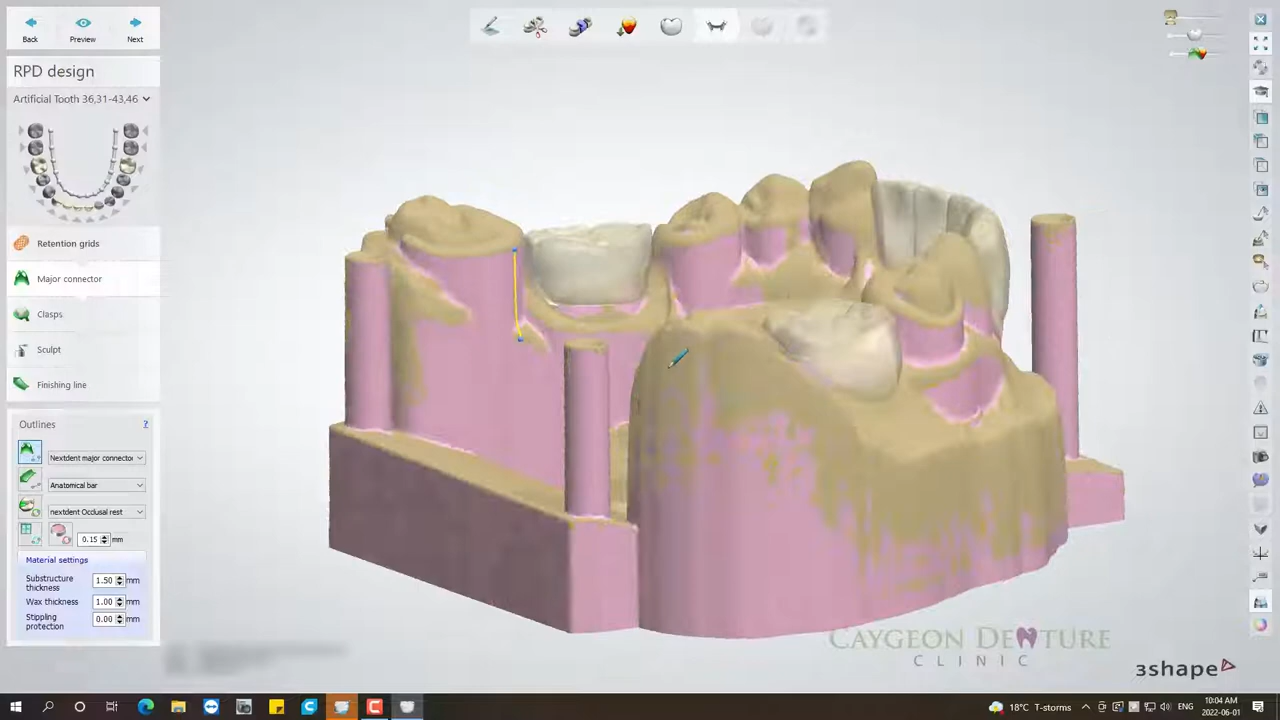 Back
Preview
Next
RPD design
Artificial Tooth 36,31-43,46
Retention grids
Major connector
Clasps
Sculpt
Finishing line
Outlines
?
Nextdent major connector
Anatomical bar
nextdent Occlusal rest
0.15 mm
Material settings
Substructure thickness 1.50 mm
Wax thickness 1.00 mm
Stippling protection 0.00 mm
CAYGEON DENTURE
CLINIC
3shape
18°C T-storms
ENG
10:04 AM
2022-06-01